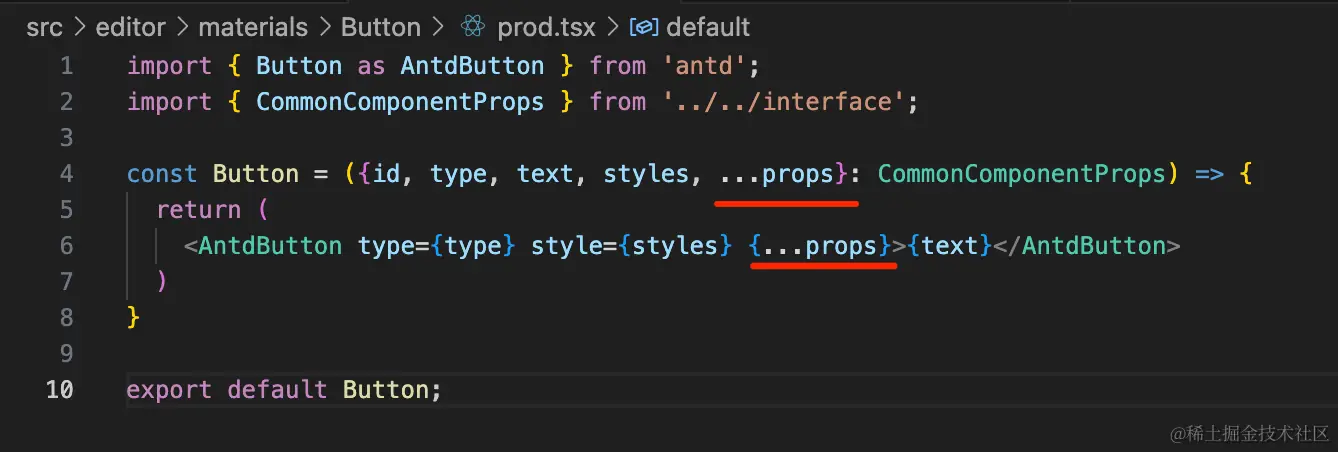 src > editor > materials > Button > prod.tsx > default
1 import { Button as AntdButton } from 'antd';
2 import { CommonComponentProps } from '../../interface';
3
4 const Button = ({id, type, text, styles, ...props}: CommonComponentProps) => {
5   return (
6     <AntdButton type={type} style={styles} {...props}>{text}</AntdButton>
7   )
8 }
9
10 export default Button;
@稀土掘金技术社区